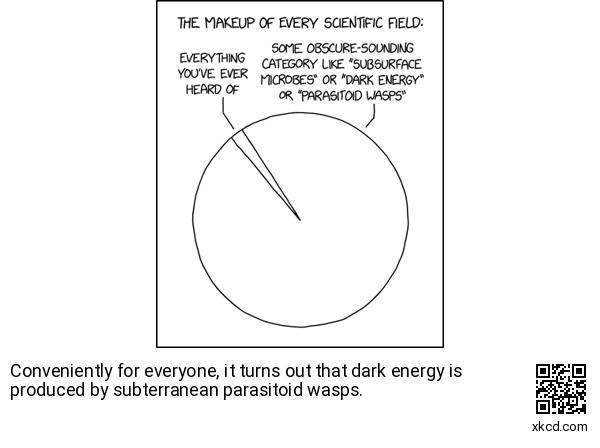 THE MAKEUP OF EVERY SCIENTIFIC FIELD:
EVERYTHING
YOU'VE EVER
HEARD OF
SOME OBSCURE-SOUNDING
CATEGORY LIKE "SUBSURFACE
MICROBES" OR "DARK ENERGY"
OR "PARASITOID WASPS"
Conveniently for everyone, it turns out that dark energy is
produced by subterranean parasitoid wasps.
xkcd.com